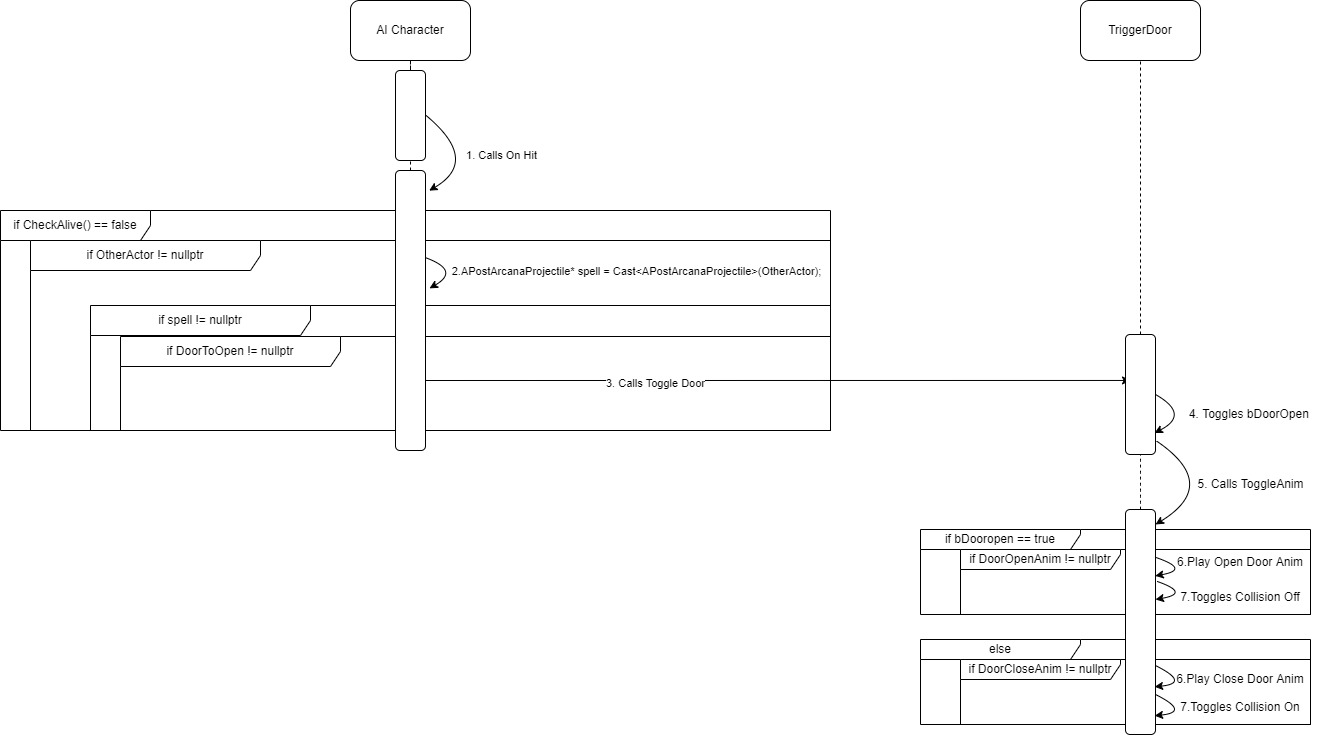 AI Character
TriggerDoor
1. Calls On Hit
if CheckAlive() == false
if OtherActor != nullptr
2.APostArcanaProjectile* spell = Cast<APostArcanaProjectile>(OtherActor);
if spell != nullptr
if DoorToOpen != nullptr
3. Calls Toggle Door
4. Toggles bDoorOpen
5. Calls ToggleAnim
if bDooropen == true
if DoorOpenAnim != nullptr
6.Play Open Door Anim
7.Toggles Collision Off
else
if DoorCloseAnim != nullptr
6.Play Close Door Anim
7.Toggles Collision On